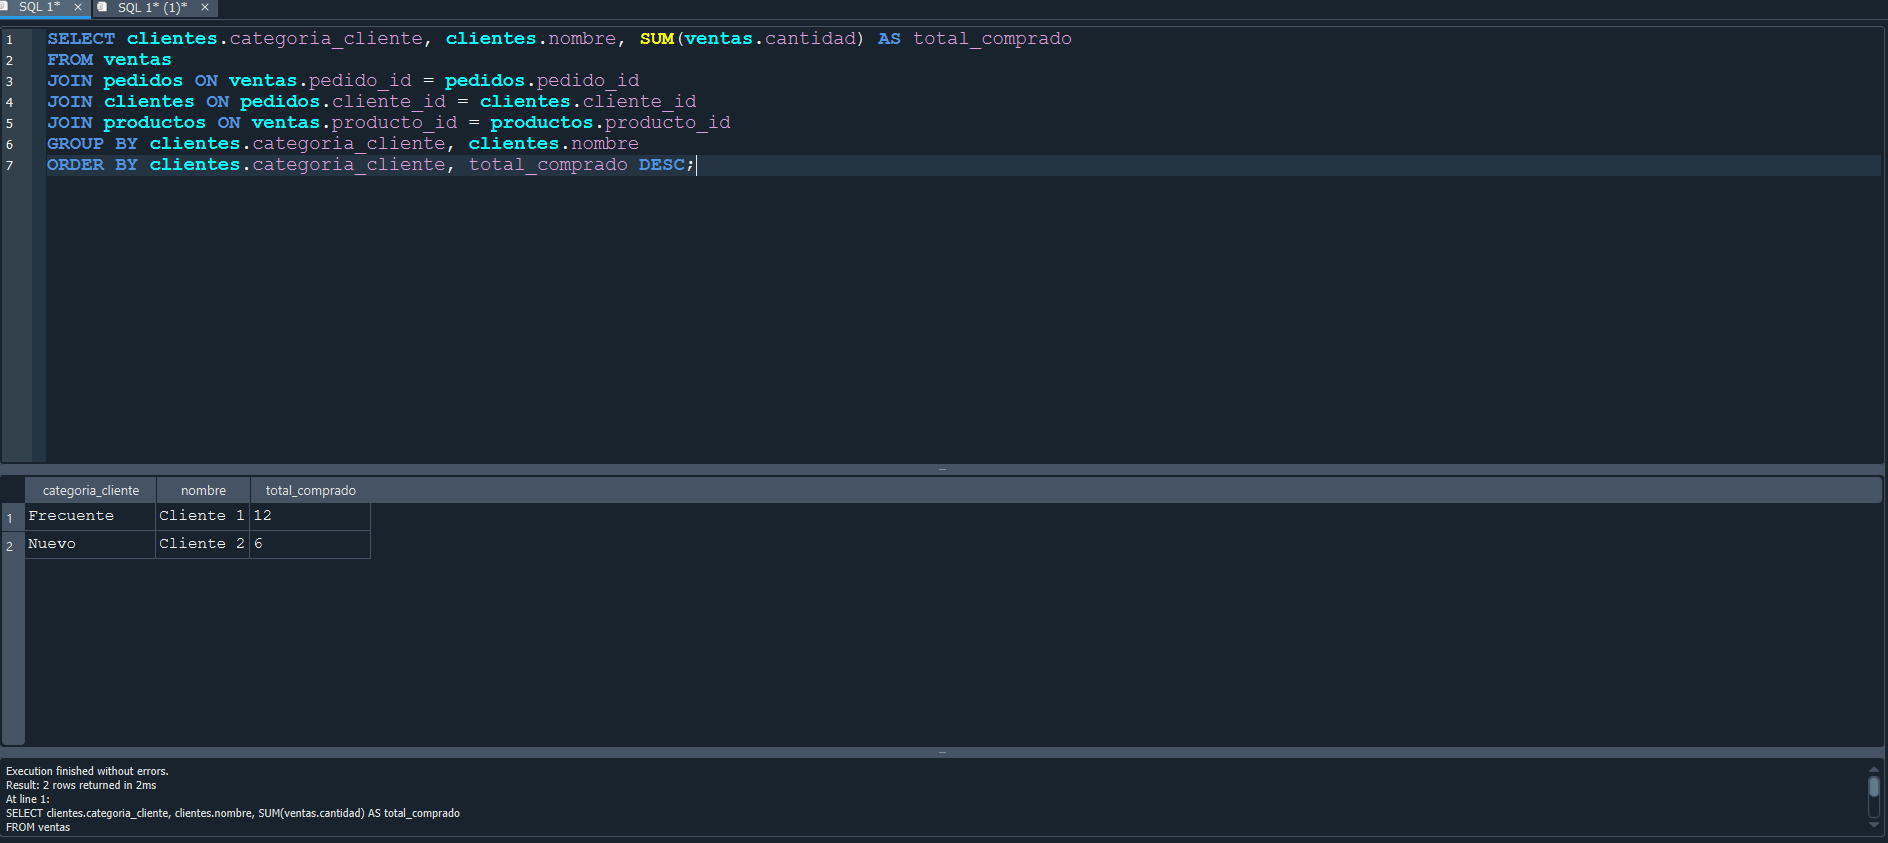 SQL 1* × SQL 1* (1)* ×
1 SELECT clientes.categoria_cliente, clientes.nombre, SUM(ventas.cantidad) AS total_comprado
2 FROM ventas
3 JOIN pedidos ON ventas.pedido_id = pedidos.pedido_id
4 JOIN clientes ON pedidos.cliente_id = clientes.cliente_id
5 JOIN productos ON ventas.producto_id = productos.producto_id
6 GROUP BY clientes.categoria_cliente, clientes.nombre
7 ORDER BY clientes.categoria_cliente, total_comprado DESC;
categoria_cliente nombre total_comprado
1 Frecuente Cliente 1 12
2 Nuevo Cliente 2 6
Execution finished without errors.
Result: 2 rows returned in 2ms
At line 1:
SELECT clientes.categoria_cliente, clientes.nombre, SUM(ventas.cantidad) AS total_comprado
FROM ventas